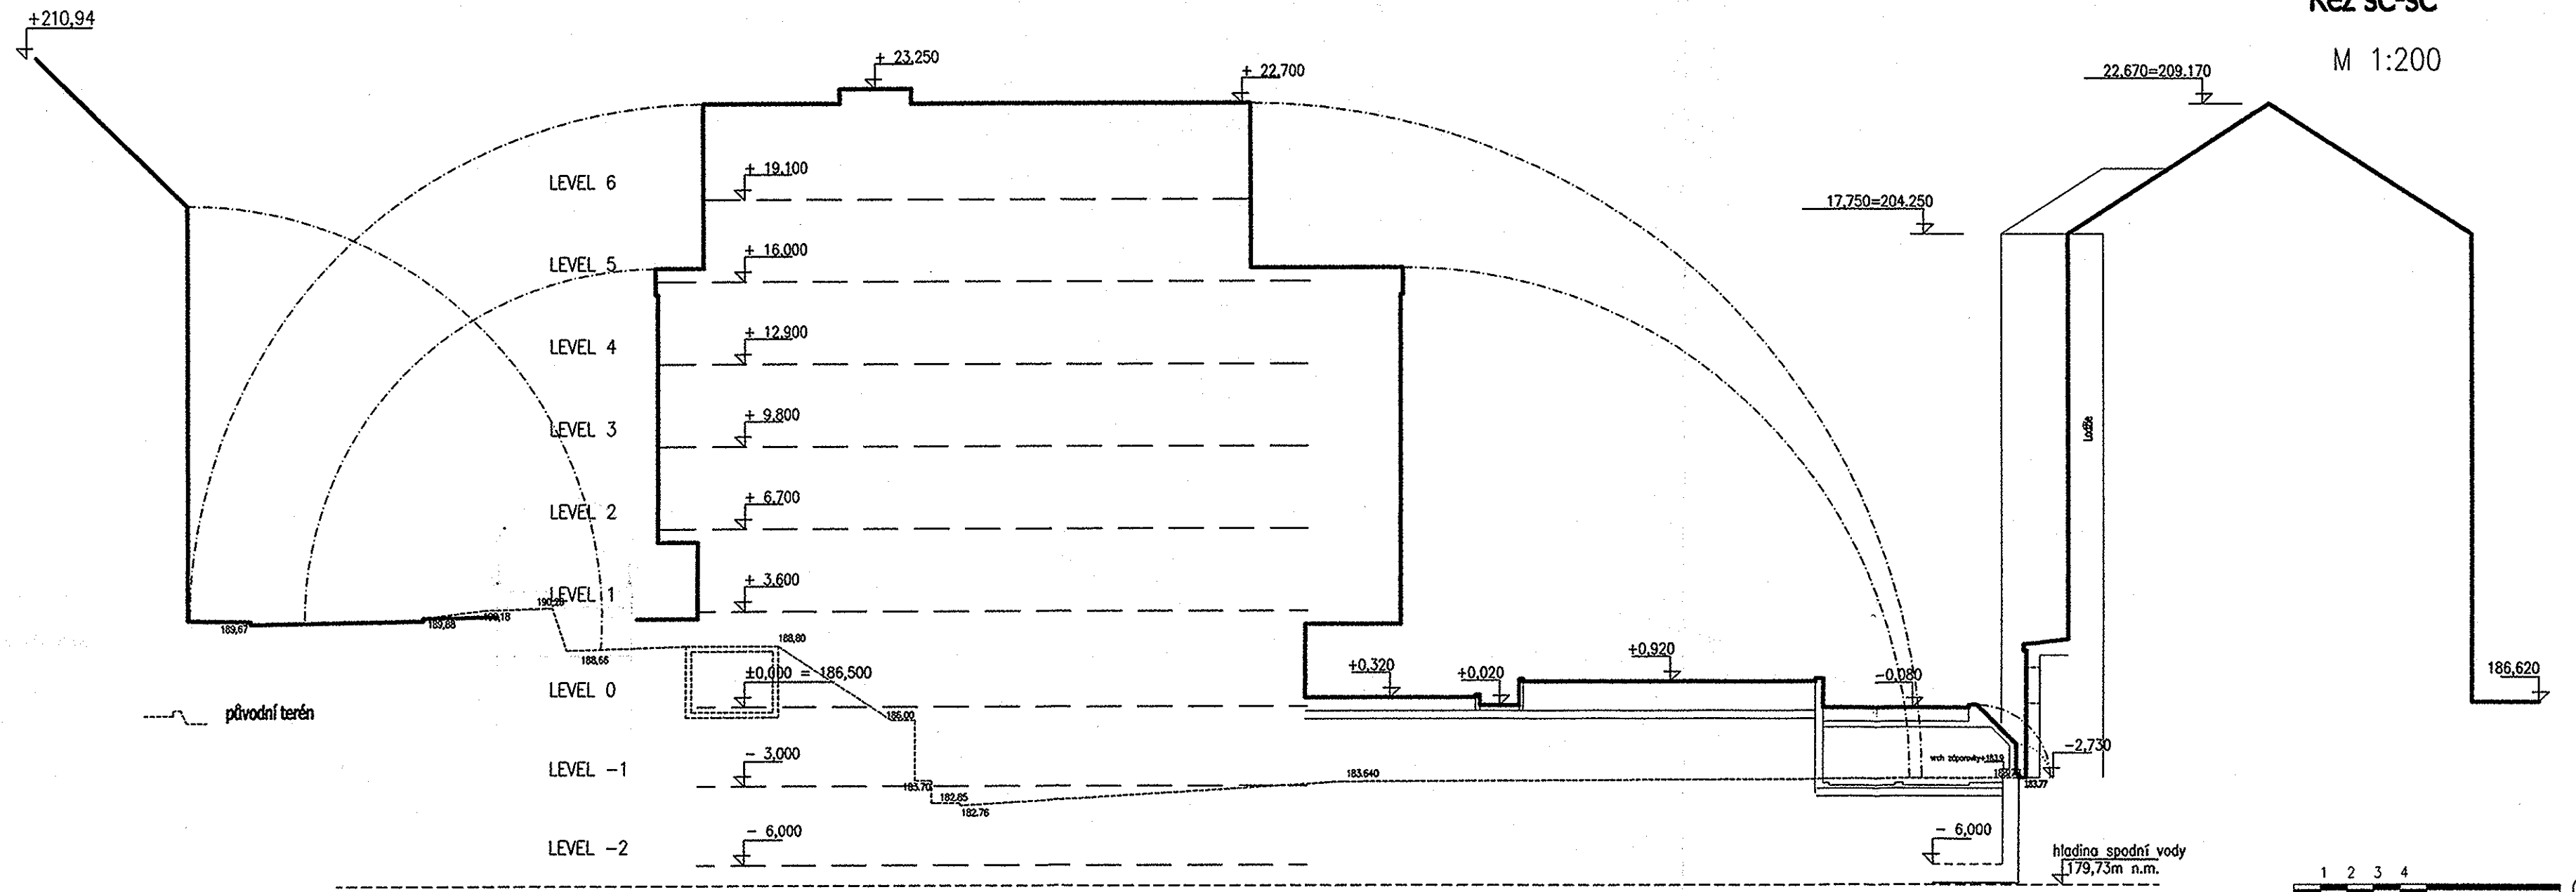 +210,94
M 1:200
+ 23,250
+ 22,700
22,670=209.170
LEVEL 6
+ 19,100
17,750=204.250
LEVEL 5
+ 16,000
LEVEL 4
+ 12,900
LEVEL 3
+ 9,800
Lodžie
LEVEL 2
+ 6,700
LEVEL 1
+ 3,600
190,20
189,67
189,88
190,18
188,66
188,80
LEVEL 0
±0,000 = 186,500
+0,320
+0,020
+0,920
-0,080
186,620
původní terén
186.00
LEVEL -1
- 3,000
183.70
182.85
182.76
183.640
-2,730
183.77
LEVEL -2
- 6,000
- 6,000
hladina spodní vody
179,73m n.m.
1 2 3 4